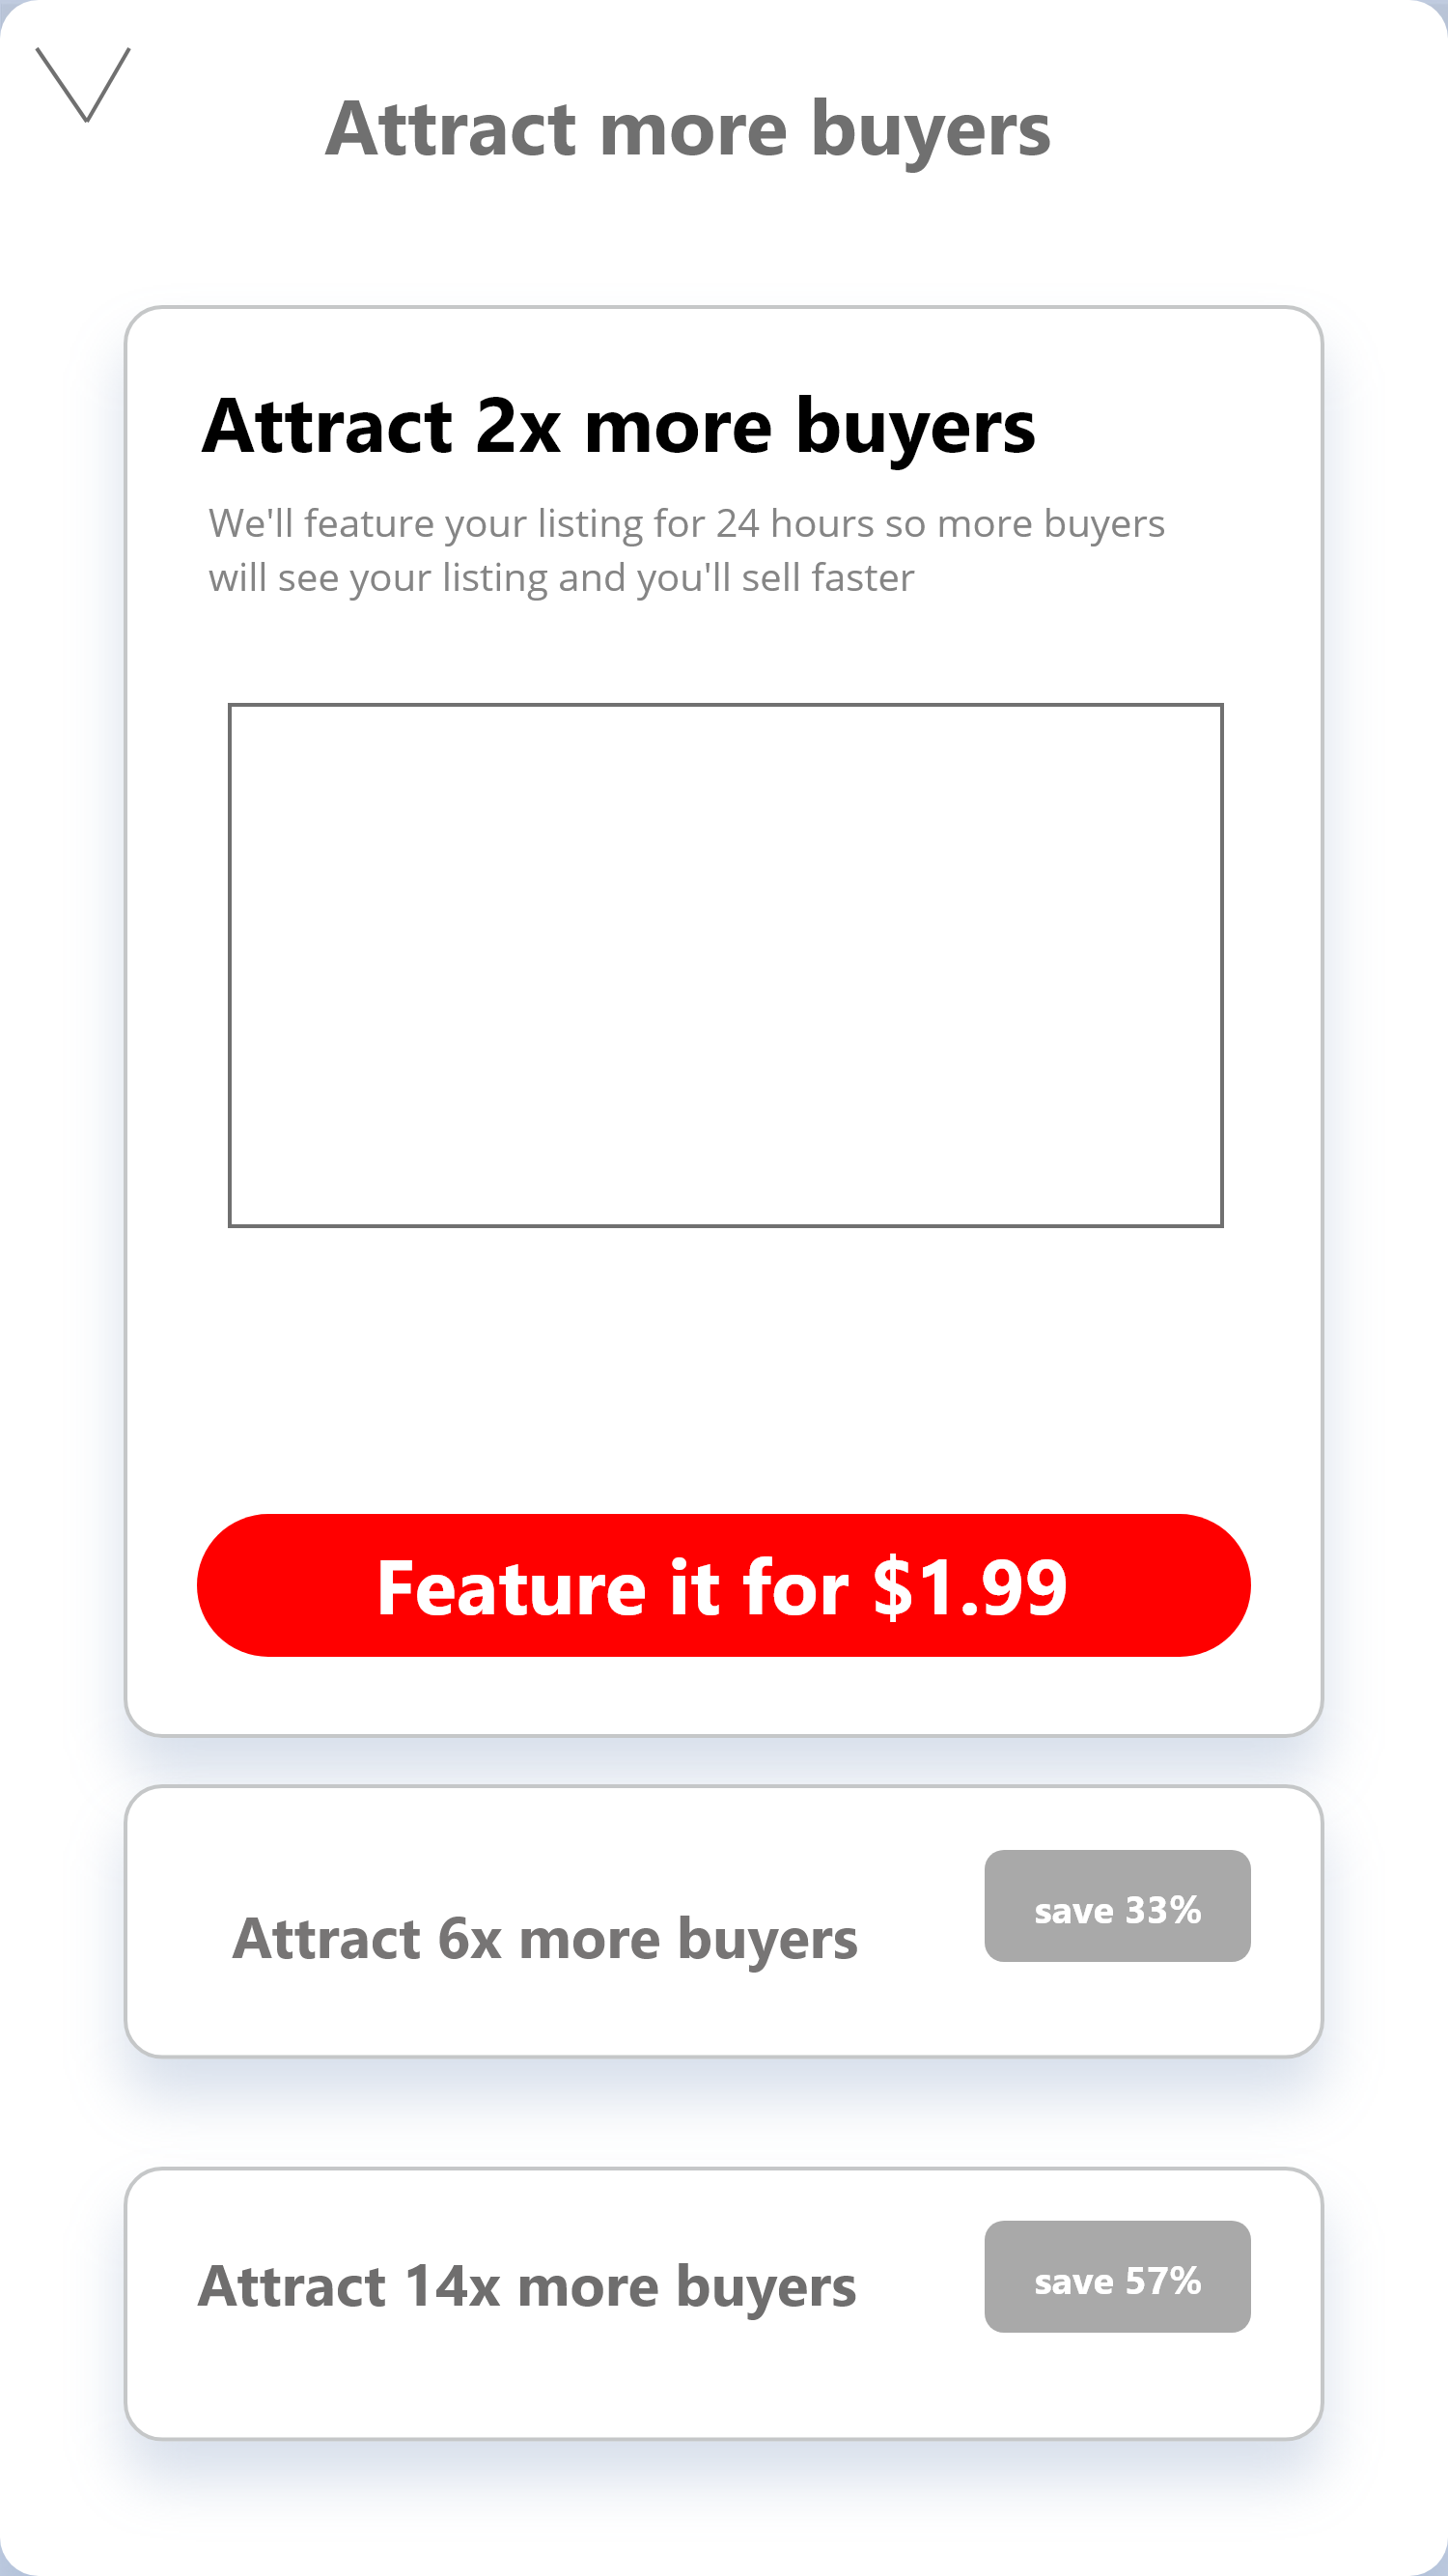 Attract more buyers
Attract 2x more buyers
We'll feature your listing for 24 hours so more buyers
will see your listing and you'll sell faster
Feature it for $1.99
save 33%
Attract 6x more buyers
save 57%
Attract 14x more buyers